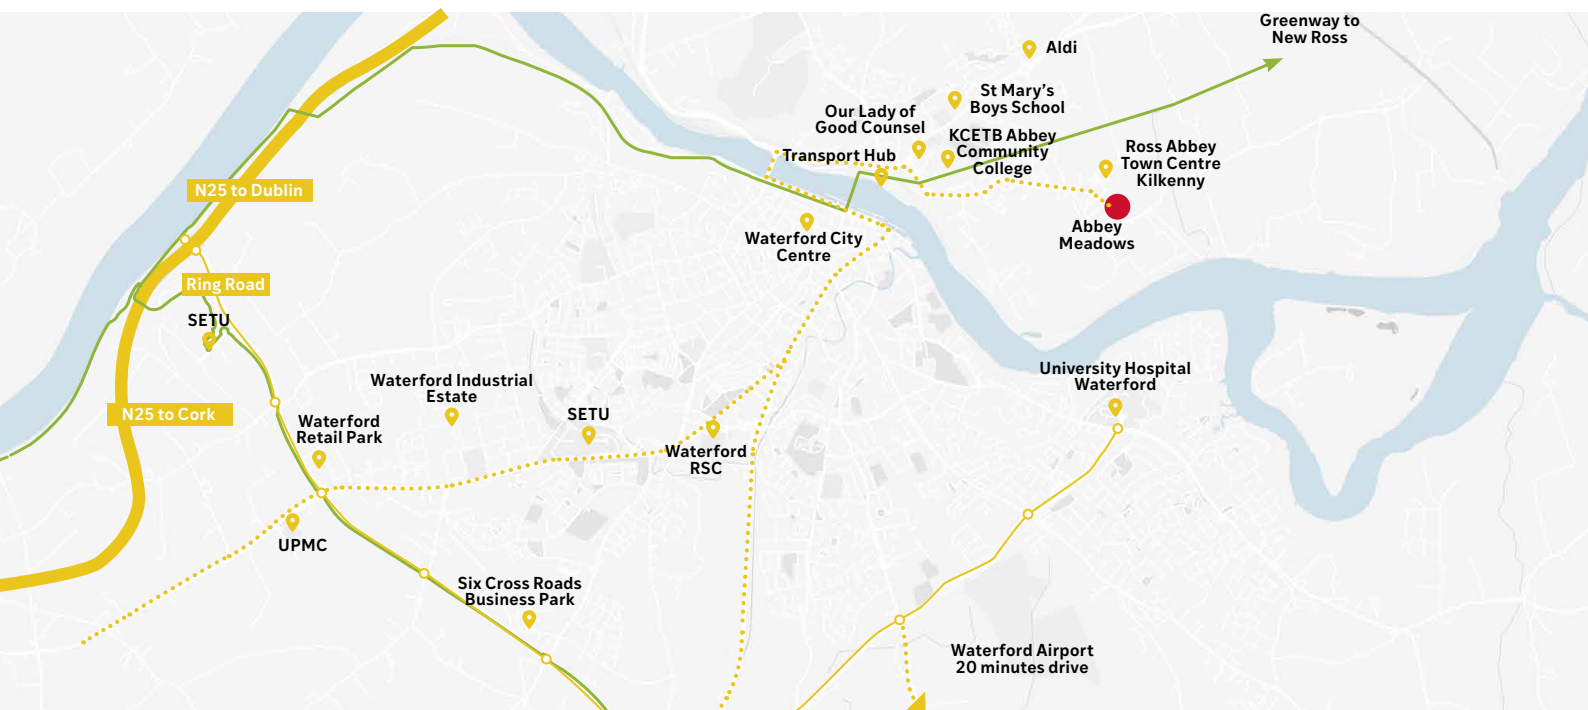 Greenway to
New Ross
Aldi
St Mary’s
Boys School
Our Lady of
Good Counsel
KCETB Abbey
Community
College
Transport Hub
Ross Abbey
Town Centre
Kilkenny
Abbey
Meadows
N25 to Dublin
Waterford City
Centre
Ring Road
SETU
University Hospital
Waterford
Waterford Industrial
Estate
N25 to Cork
Waterford
Retail Park
SETU
Waterford
RSC
UPMC
Six Cross Roads
Business Park
Waterford Airport
20 minutes drive